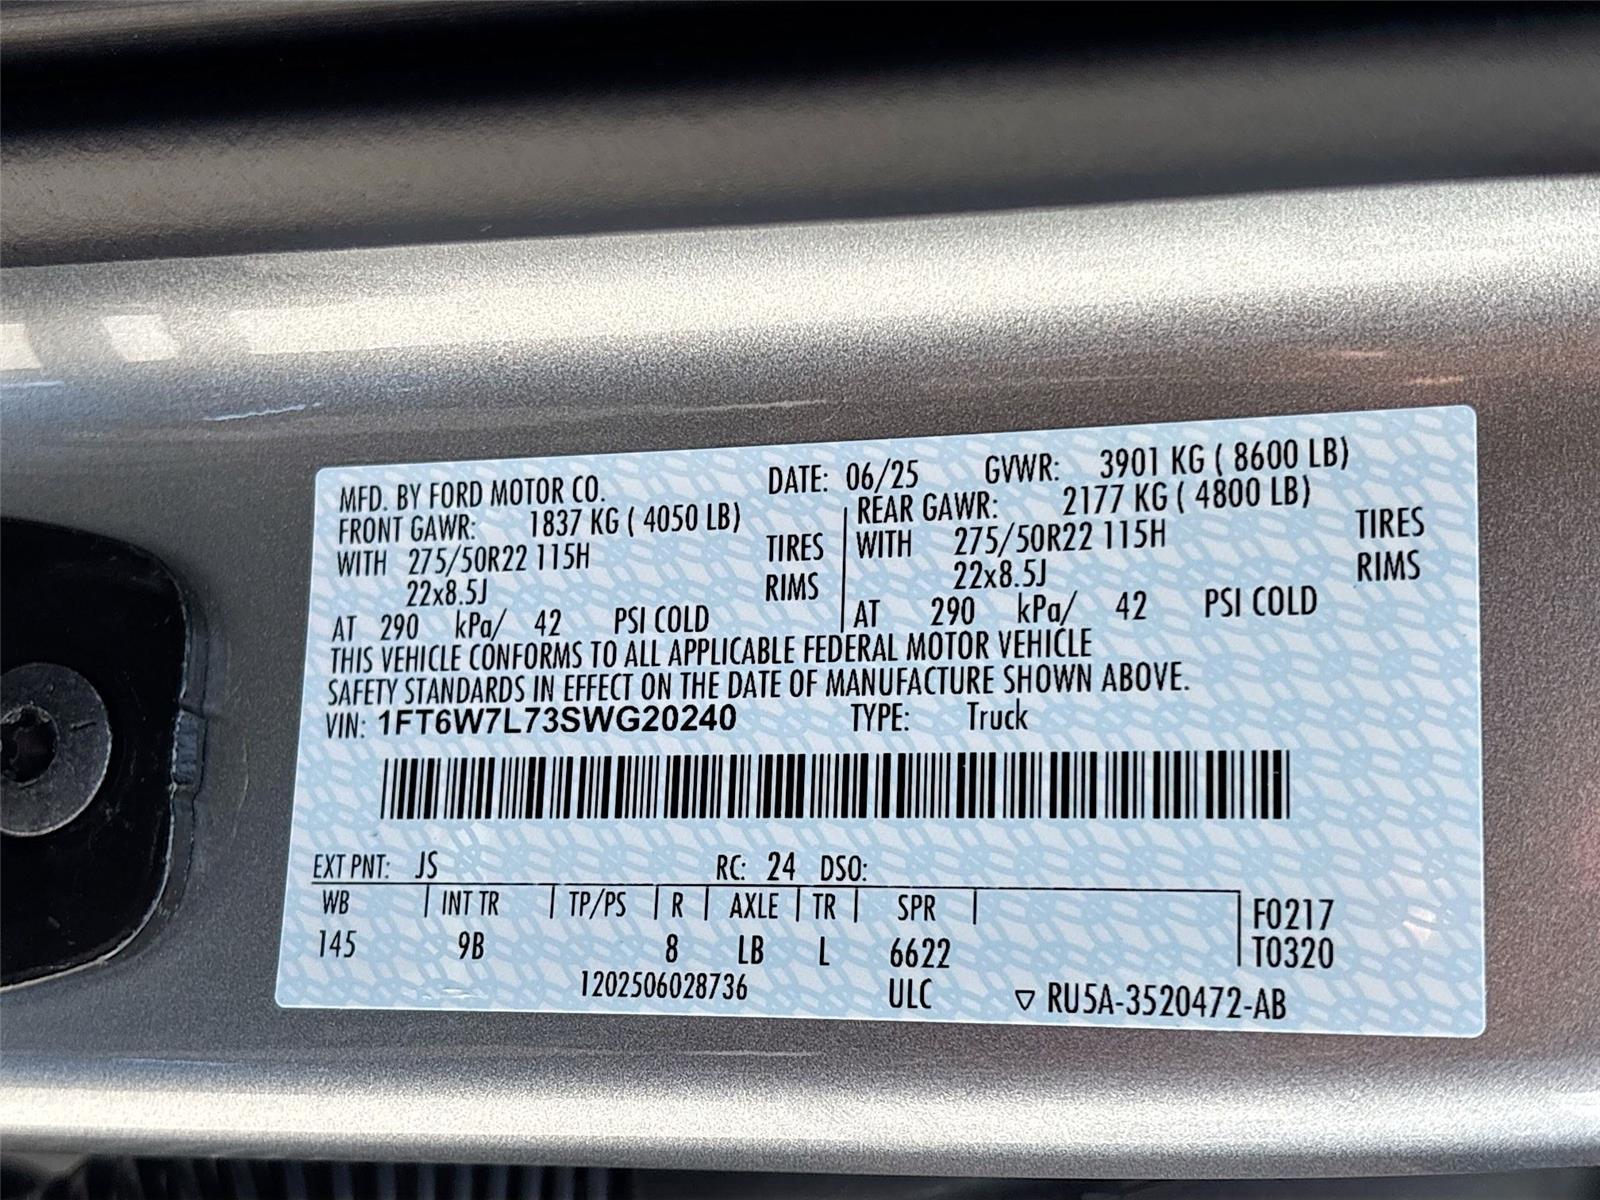 MFD. BY FORD MOTOR CO. DATE: 06/25 GVWR: 3901 KG ( 8600 LB)
FRONT GAWR: 1837 KG ( 4050 LB) REAR GAWR: 2177 KG ( 4800 LB)
WITH 275/50R22 115H TIRES WITH 275/50R22 115H TIRES
22x8.5J RIMS 22x8.5J RIMS
AT 290 kPa/ 42 PSI COLD AT 290 kPa/ 42 PSI COLD
THIS VEHICLE CONFORMS TO ALL APPLICABLE FEDERAL MOTOR VEHICLE
SAFETY STANDARDS IN EFFECT ON THE DATE OF MANUFACTURE SHOWN ABOVE.
VIN: 1FT6W7L73SWG20240 TYPE: Truck
EXT PNT: JS RC: 24 DSO:
WB INT TR TP/PS R AXLE TR SPR F0217
145 9B 8 LB L 6622 T0320
1202506028736 ULC ▽ RU5A-3520472-AB